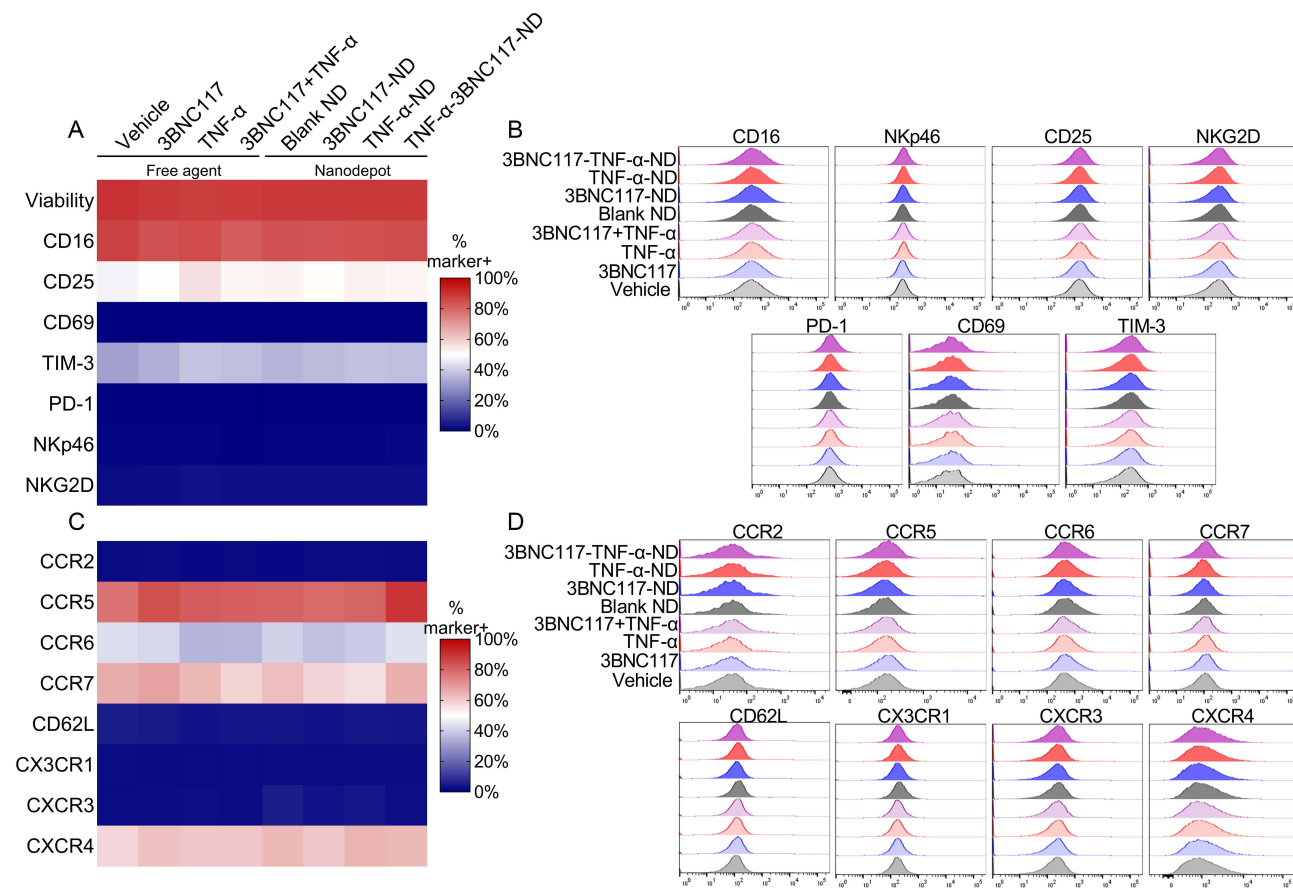 A
Vehicle
3BNC117
TNF-α
3BNC117+TNF-α
Blank ND
3BNC117-ND
TNF-α-ND
TNF-α-3BNC117-ND
Free agent
Nanodepot
Viability
CD16
CD25
CD69
TIM-3
PD-1
NKp46
NKG2D
%
marker+
100%
80%
60%
40%
20%
0%
B
CD16
NKp46
CD25
NKG2D
3BNC117-TNF-α-ND
TNF-α-ND
3BNC117-ND
Blank ND
3BNC117+TNF-α
TNF-α
3BNC117
Vehicle
PD-1
CD69
TIM-3
C
CCR2
CCR5
CCR6
CCR7
CD62L
CX3CR1
CXCR3
CXCR4
%
marker+
100%
80%
60%
40%
20%
0%
D
CCR2
CCR5
CCR6
CCR7
3BNC117-TNF-α-ND
TNF-α-ND
3BNC117-ND
Blank ND
3BNC117+TNF-α
TNF-α
3BNC117
Vehicle
CD62L
CX3CR1
CXCR3
CXCR4